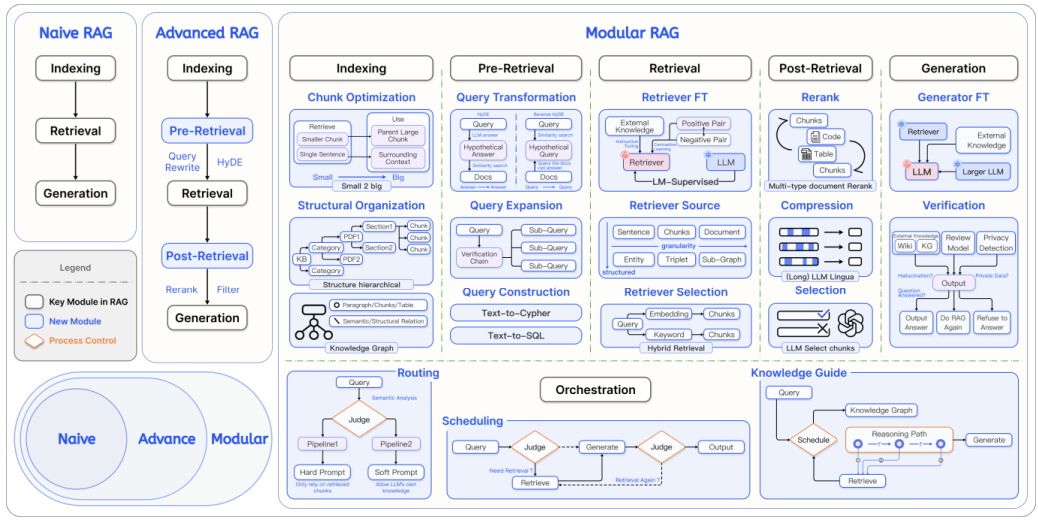 Naive RAG
Indexing
Retrieval
Generation
Legend
Key Module in RAG
New Module
Process Control
Naive
Advance
Modular
Advanced RAG
Indexing
Pre-Retrieval
Query Rewrite
HyDE
Retrieval
Post-Retrieval
Rerank
Filter
Generation
Modular RAG
Indexing
Chunk Optimization
Retrieve
Smaller Chunk
Single Sentence
Use
Parent Large Chunk
Surrounding Context
Small
Big
Small 2 big
Structural Organization
KB
Category
Category
PDF1
PDF2
Section1
Section2
Chunk
Chunk
Chunk
Structure hierarchical
Paragraph/Chunks/Table
Semantic/Structural Relation
Knowledge Graph
Pre-Retrieval
Query Transformation
HyDE
Query
LLM answer
Hypothetical Answer
Similarity search
Docs
Answer
Answer
Reverse HyDE
Query
Similarity search
Hypothetical Query
Query the docs can answer
Docs
Query
Query
Query Expansion
Query
Verification Chain
Sub-Query
Sub-Query
Sub-Query
Query Construction
Text-to-Cypher
Text-to-SQL
Retrieval
Retriever FT
External Knowledge
Positive Pair
Negative Pair
Instruction Tuning
Contrastive Learning
Retriever
LLM
LM-Supervised
Retriever Source
Sentence
Chunks
Document
granularity
Entity
Triplet
Sub-Graph
structured
Retriever Selection
Query
Embedding
Chunks
Keyword
Chunks
Hybrid Retrieval
Post-Retrieval
Rerank
Chunks
Code
Table
Chunks
Multi-type document Rerank
Compression
(Long) LLM Lingua
Selection
LLM Select chunks
Generation
Generator FT
Retriever
External Knowledge
LLM
Larger LLM
Verification
External Knowledge
Wiki
KG
Review Model
Privacy Detection
Hallucination?
Private Data?
Output
Question Answered?
Output Answer
Do RAG Again
Refuse to Answer
Routing
Query
Semantic Analysis
Judge
Pipeline1
Pipeline2
Hard Prompt
Soft Prompt
Only rely on retrieved chunks
Allow LLM's own knowledge
Orchestration
Scheduling
Query
Judge
Generate
Judge
Output
Need Retrieval ?
Retrieve
Retrieval Again ?
Knowledge Guide
Query
Schedule
Knowledge Graph
Reasoning Path
r
r
Generate
Retrieve